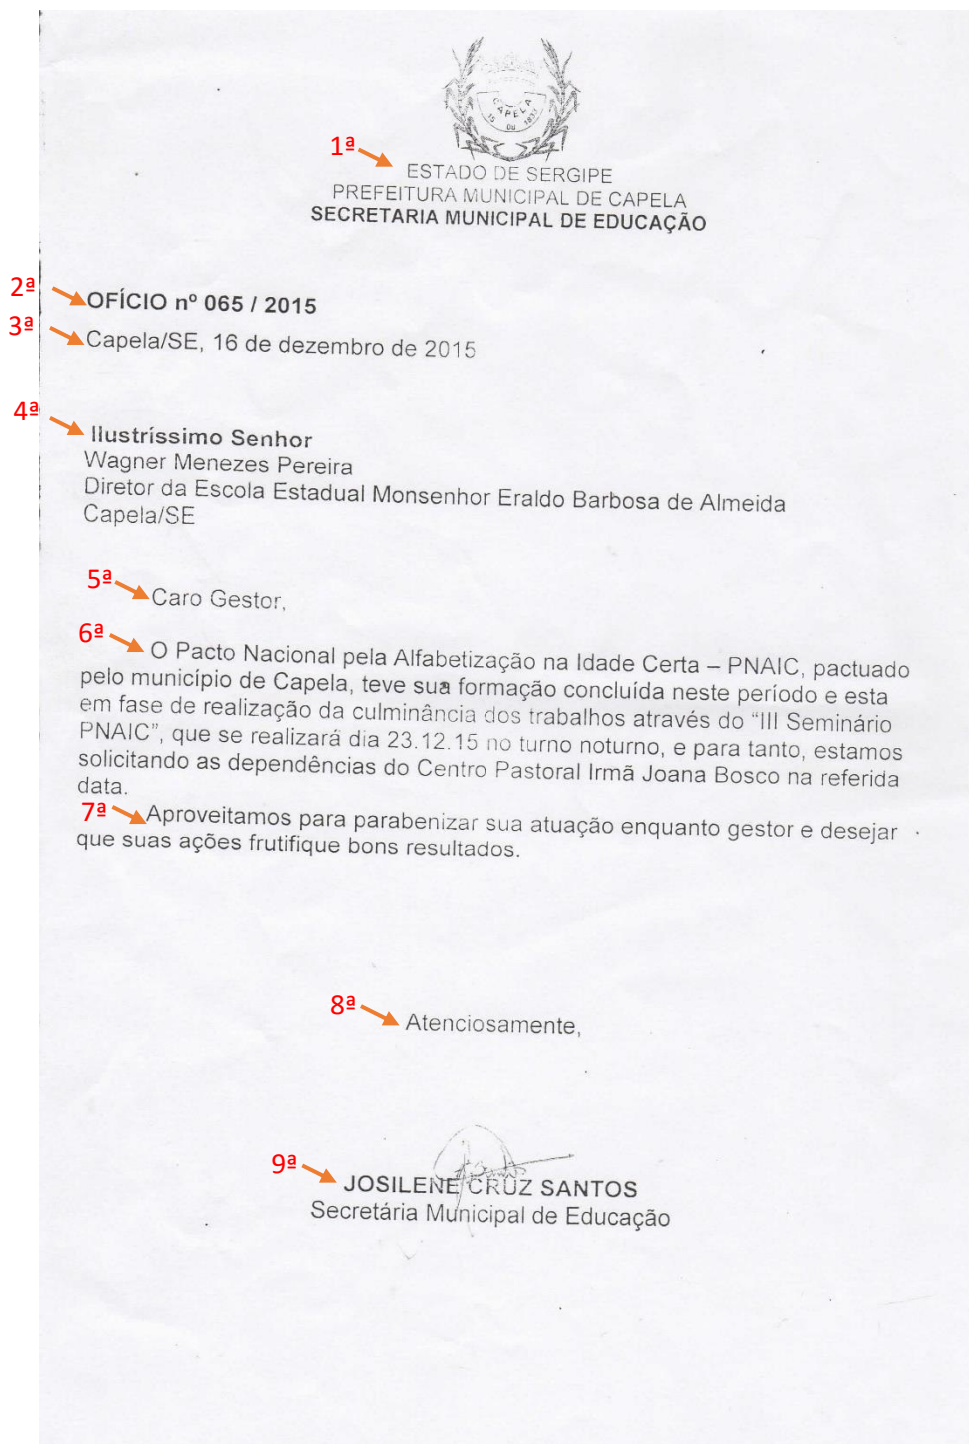 CAPELA
15 DU 1837
1ª
ESTADO DE SERGIPE
PREFEITURA MUNICIPAL DE CAPELA
SECRETARIA MUNICIPAL DE EDUCAÇÃO
2ª
OFÍCIO nº 065 / 2015
3ª
Capela/SE, 16 de dezembro de 2015
4ª
Ilustríssimo Senhor
Wagner Menezes Pereira
Diretor da Escola Estadual Monsenhor Eraldo Barbosa de Almeida
Capela/SE
5ª
Caro Gestor,
6ª
O Pacto Nacional pela Alfabetização na Idade Certa – PNAIC, pactuado
pelo município de Capela, teve sua formação concluída neste período e esta
em fase de realização da culminância dos trabalhos através do “III Seminário
PNAIC”, que se realizará dia 23.12.15 no turno noturno, e para tanto, estamos
solicitando as dependências do Centro Pastoral Irmã Joana Bosco na referida
data.
7ª
Aproveitamos para parabenizar sua atuação enquanto gestor e desejar
que suas ações frutifique bons resultados.
8ª
Atenciosamente,
9ª
JOSILENE CRUZ SANTOS
Secretária Municipal de Educação